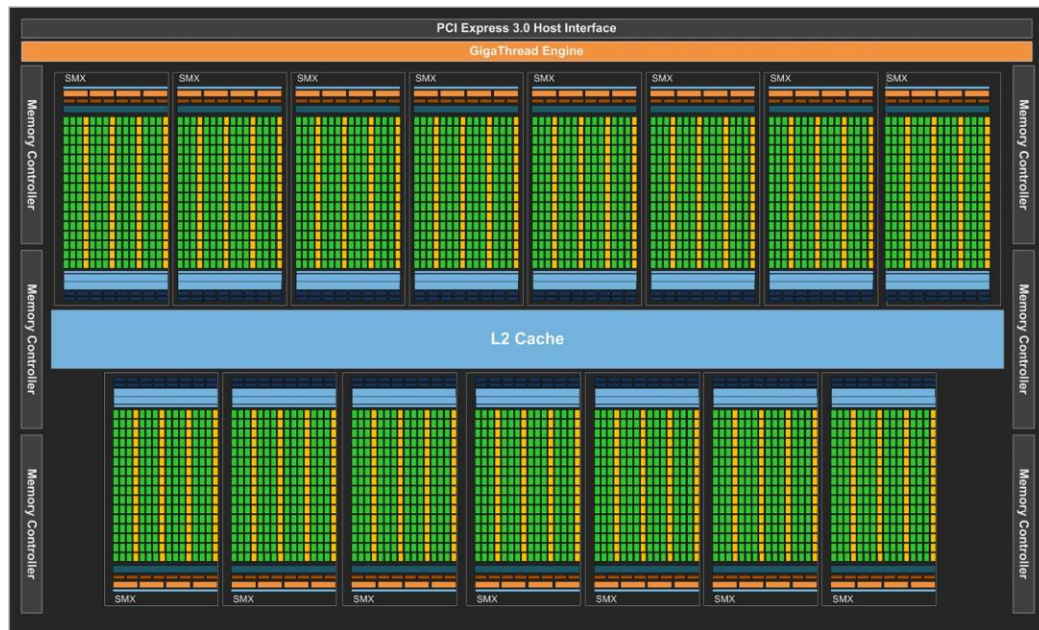 PCI Express 3.0 Host Interface
GigaThread Engine
SMX
SMX
SMX
SMX
SMX
SMX
SMX
SMX
Memory Controller
Memory Controller
Memory Controller
Memory Controller
Memory Controller
Memory Controller
L2 Cache
SMX
SMX
SMX
SMX
SMX
SMX
SMX